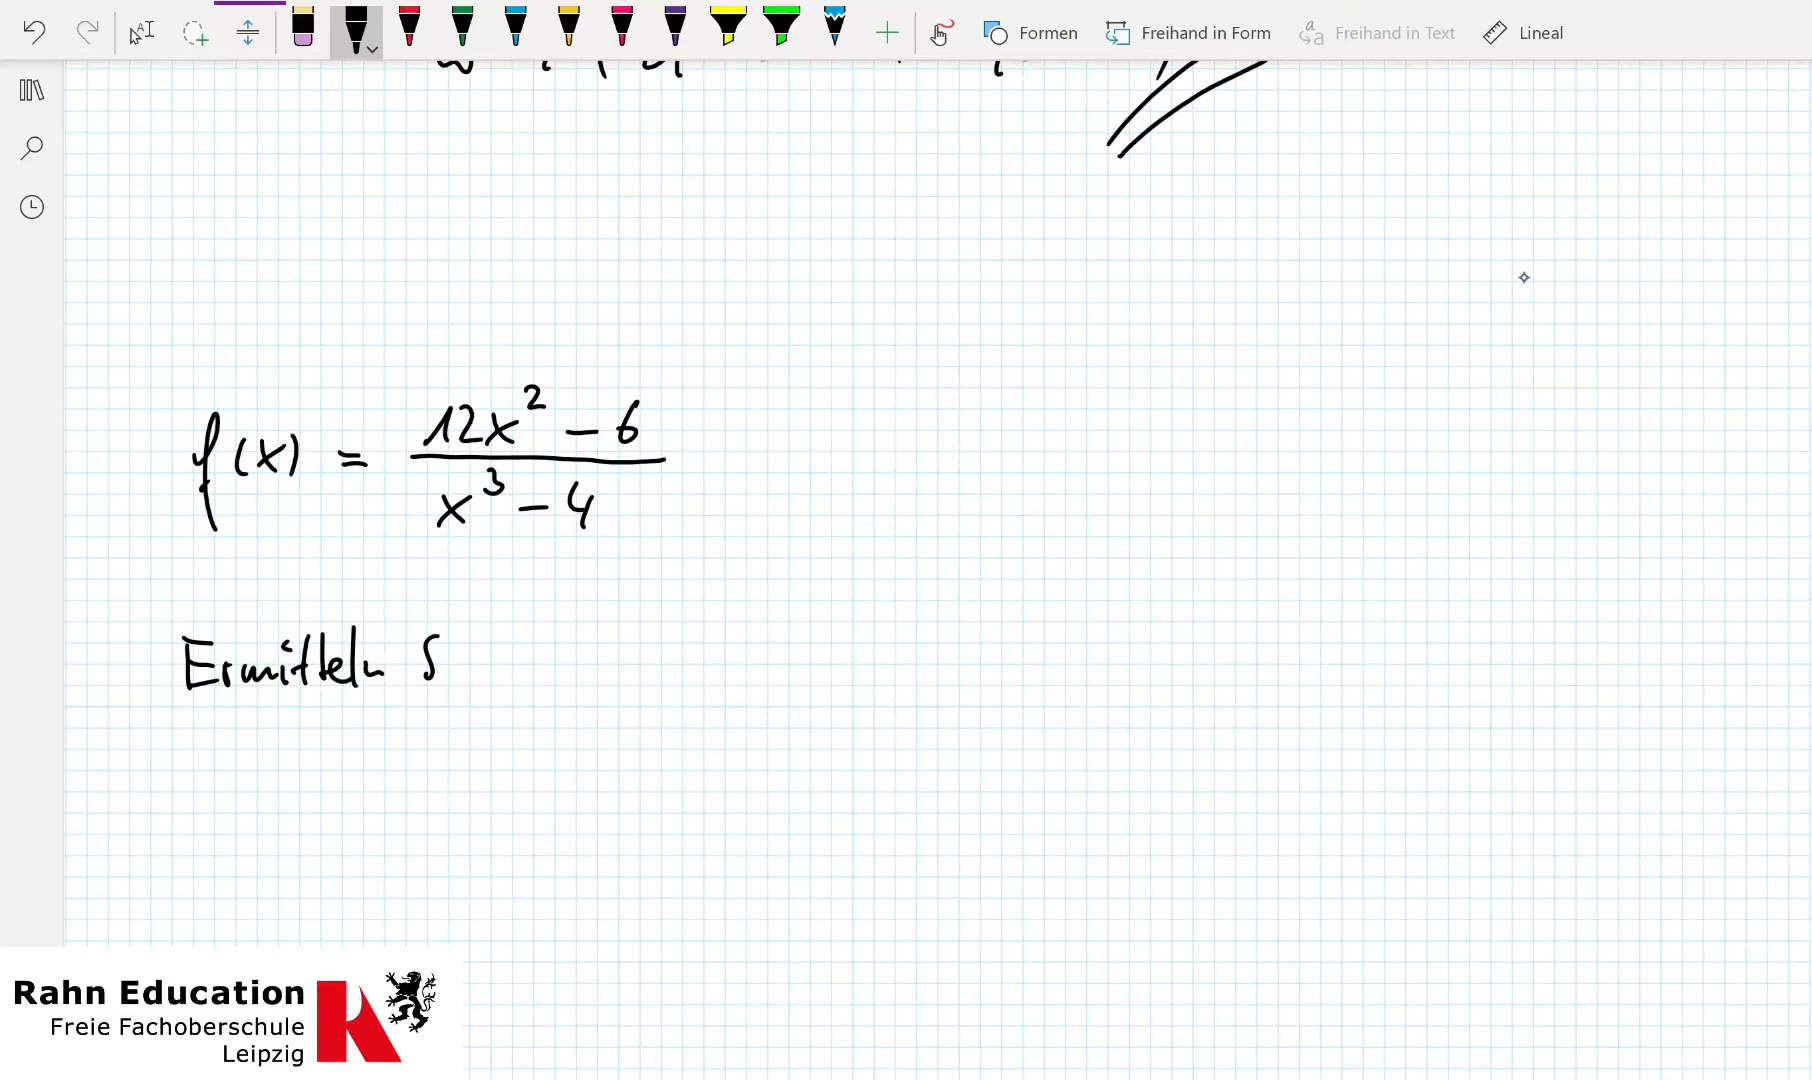 Formen Freihand in Form Freihand in Text Lineal
f(x) = (12x² - 6) / (x³ - 4)
Ermitteln S
Rahn Education
Freie Fachoberschule
Leipzig